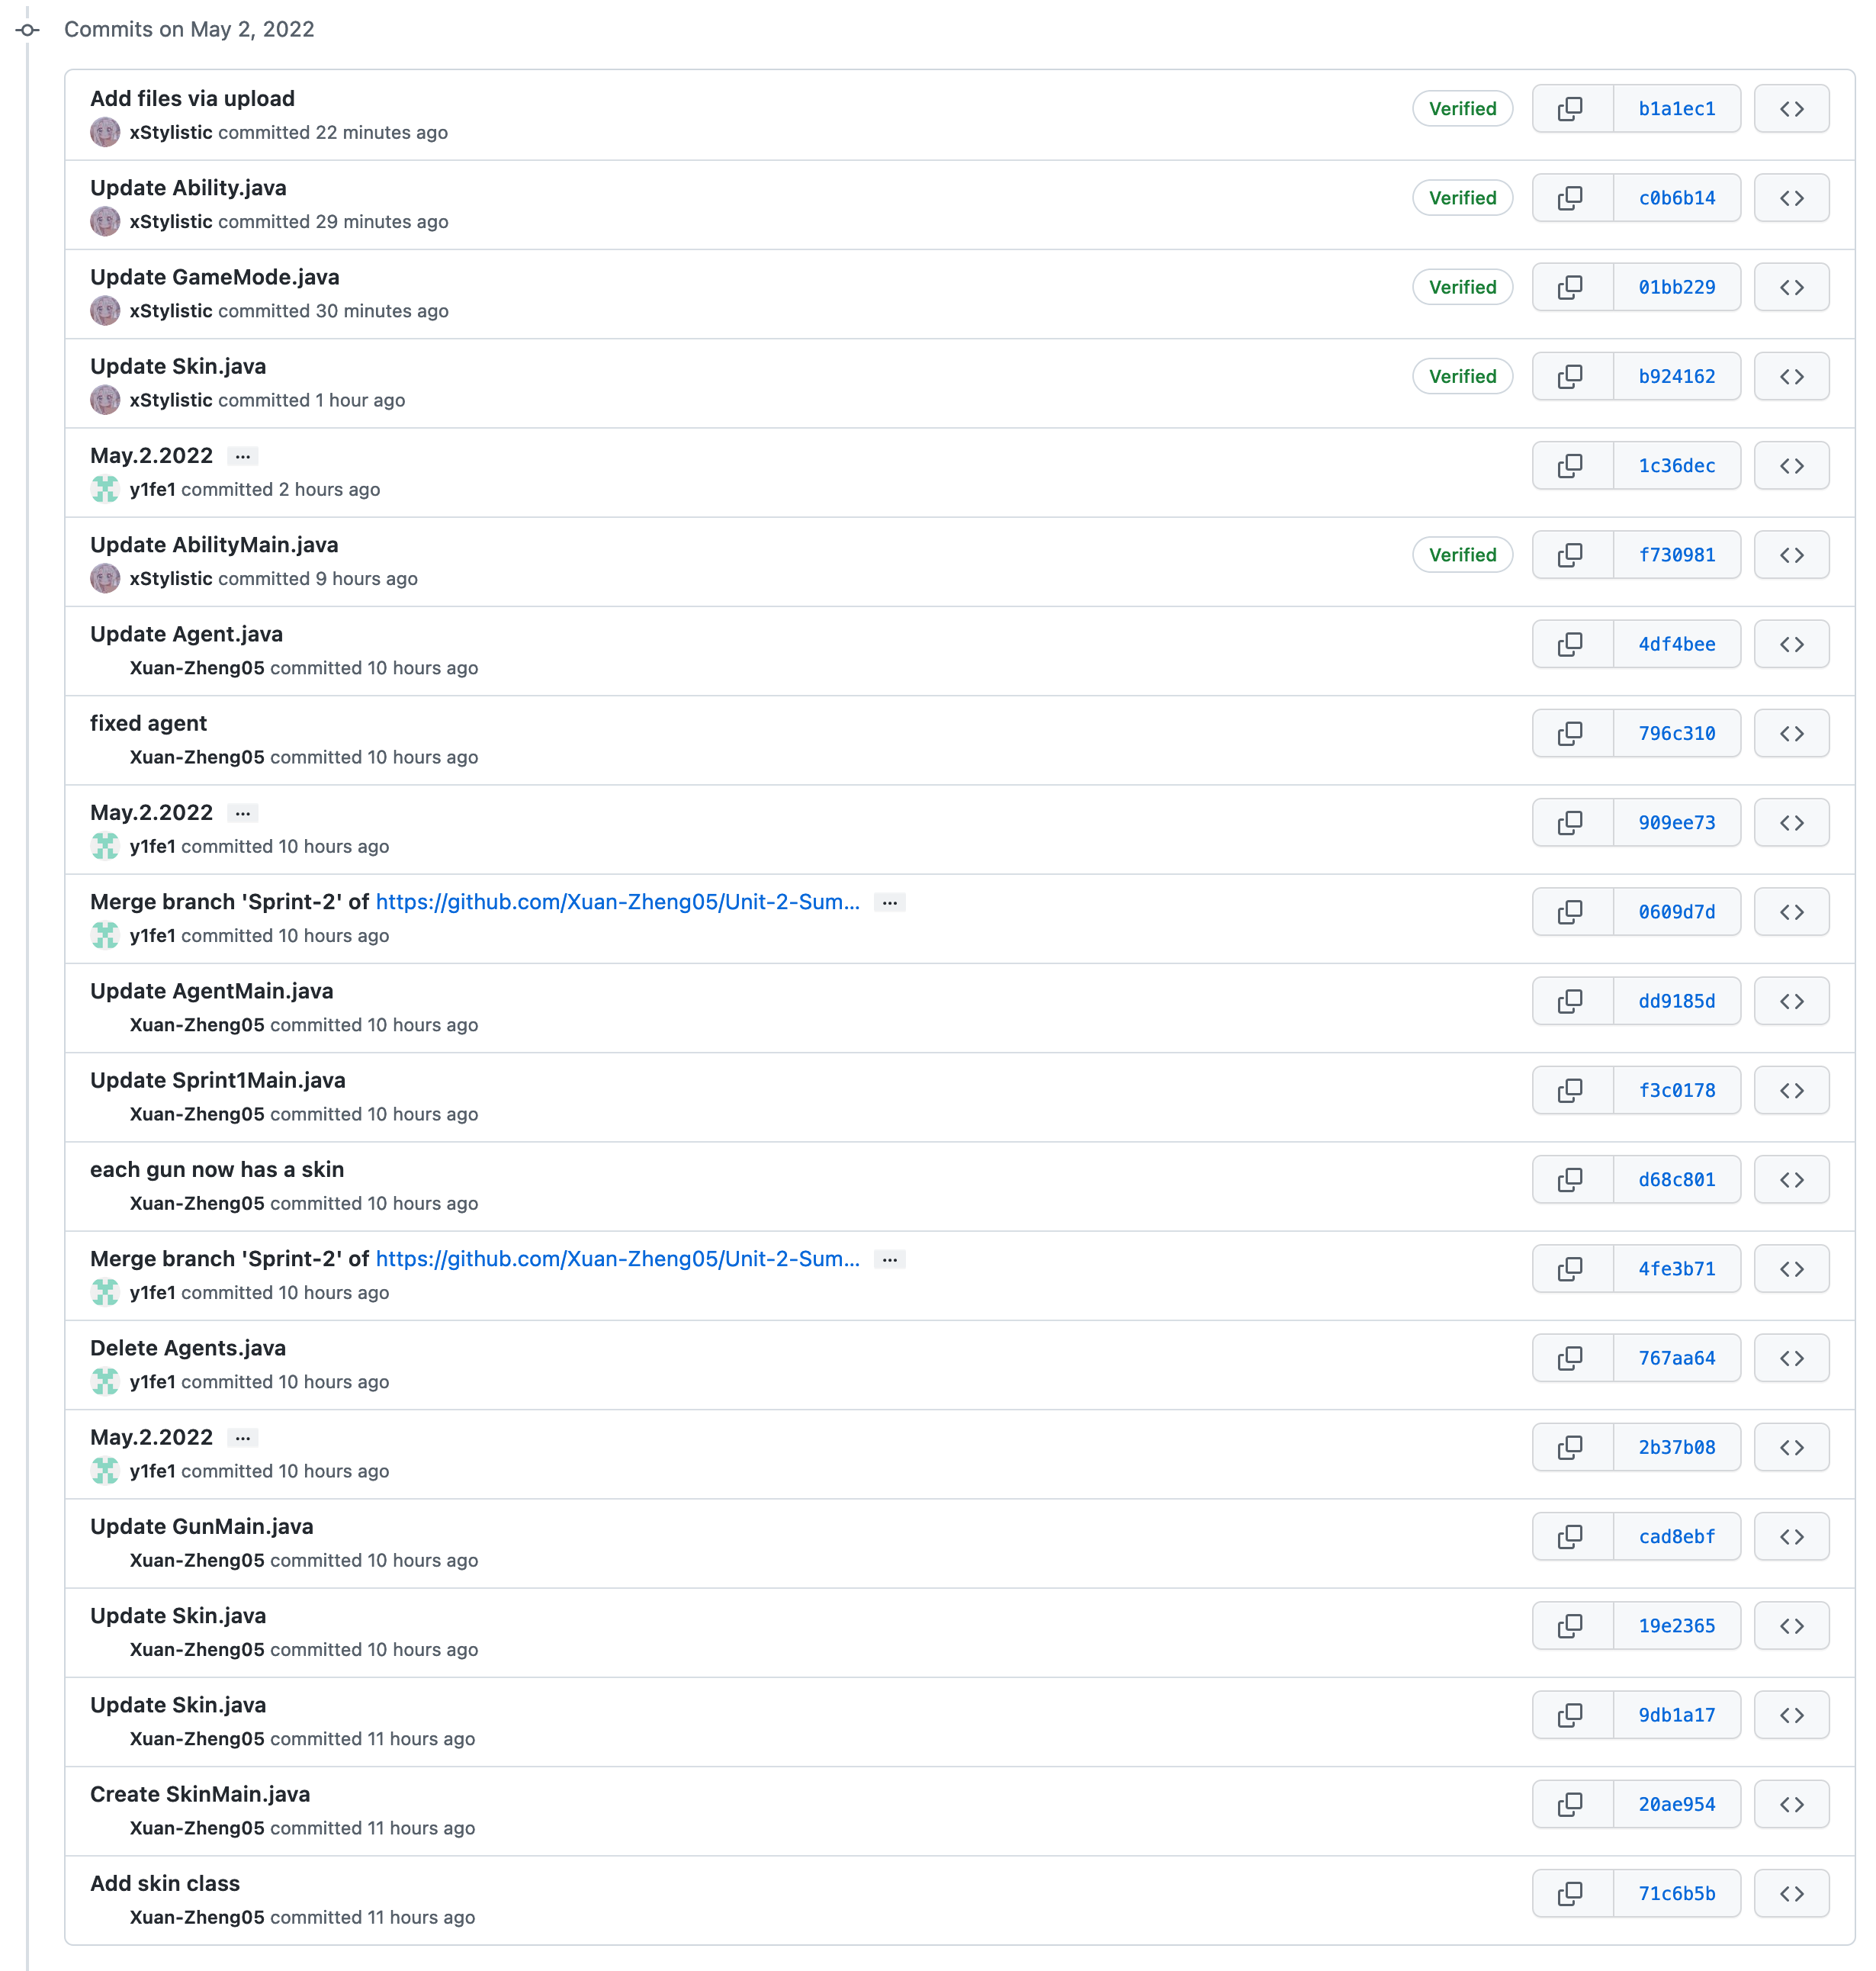 Commits on May 2, 2022
Add files via upload
xStylistic committed 22 minutes ago
Verified
b1a1ec1
Update Ability.java
xStylistic committed 29 minutes ago
Verified
c0b6b14
Update GameMode.java
xStylistic committed 30 minutes ago
Verified
01bb229
Update Skin.java
xStylistic committed 1 hour ago
Verified
b924162
May.2.2022 ...
y1fe1 committed 2 hours ago
1c36dec
Update AbilityMain.java
xStylistic committed 9 hours ago
Verified
f730981
Update Agent.java
Xuan-Zheng05 committed 10 hours ago
4df4bee
fixed agent
Xuan-Zheng05 committed 10 hours ago
796c310
May.2.2022 ...
y1fe1 committed 10 hours ago
909ee73
Merge branch 'Sprint-2' of https://github.com/Xuan-Zheng05/Unit-2-Sum... ...
y1fe1 committed 10 hours ago
0609d7d
Update AgentMain.java
Xuan-Zheng05 committed 10 hours ago
dd9185d
Update Sprint1Main.java
Xuan-Zheng05 committed 10 hours ago
f3c0178
each gun now has a skin
Xuan-Zheng05 committed 10 hours ago
d68c801
Merge branch 'Sprint-2' of https://github.com/Xuan-Zheng05/Unit-2-Sum... ...
y1fe1 committed 10 hours ago
4fe3b71
Delete Agents.java
y1fe1 committed 10 hours ago
767aa64
May.2.2022 ...
y1fe1 committed 10 hours ago
2b37b08
Update GunMain.java
Xuan-Zheng05 committed 10 hours ago
cad8ebf
Update Skin.java
Xuan-Zheng05 committed 10 hours ago
19e2365
Update Skin.java
Xuan-Zheng05 committed 11 hours ago
9db1a17
Create SkinMain.java
Xuan-Zheng05 committed 11 hours ago
20ae954
Add skin class
Xuan-Zheng05 committed 11 hours ago
71c6b5b